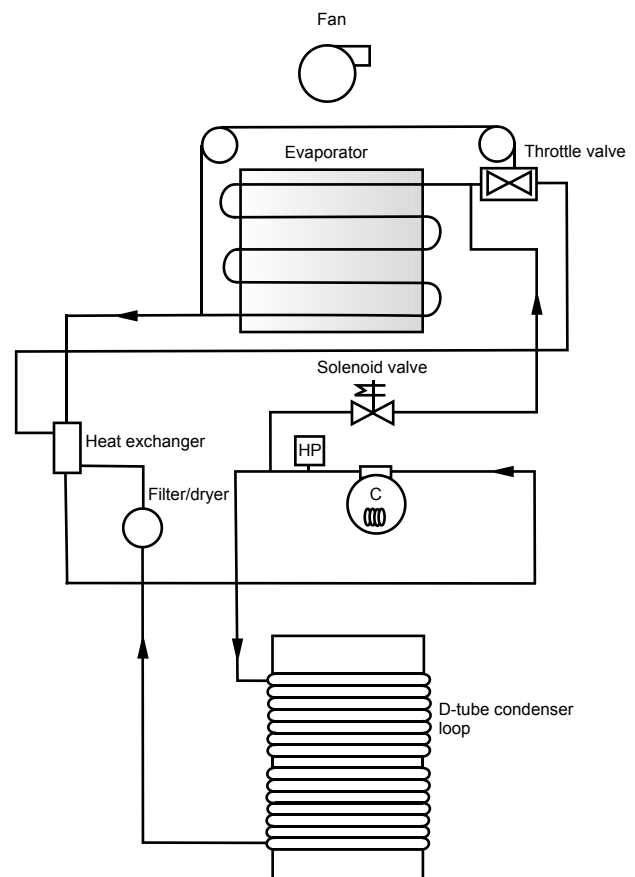 Fan
Evaporator
Throttle valve
Solenoid valve
Heat exchanger
HP
Filter/dryer
C
D-tube condenser
loop